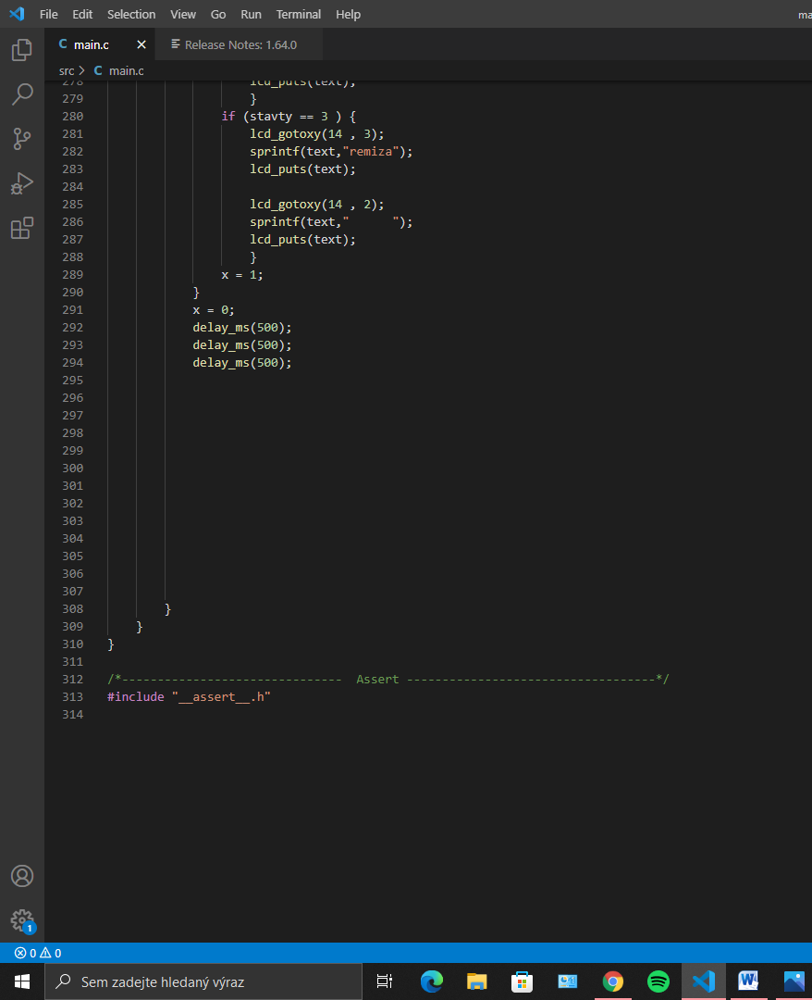 File Edit Selection View Go Run Terminal Help ma
C main.c × Release Notes: 1.64.0
src > C main.c
278 lcd_puts(text);
279 }
280 if (stavty == 3 ) {
281 lcd_gotoxy(14 , 3);
282 sprintf(text,"remiza");
283 lcd_puts(text);
284
285 lcd_gotoxy(14 , 2);
286 sprintf(text,"      ");
287 lcd_puts(text);
288 }
289 x = 1;
290 }
291 x = 0;
292 delay_ms(500);
293 delay_ms(500);
294 delay_ms(500);
295
296
297
298
299
300
301
302
303
304
305
306
307
308 }
309 }
310 }
311
312 /*-------------------------------  Assert -----------------------------------*/
313 #include "__assert__.h"
314
1
0 0
Sem zadejte hledaný výraz